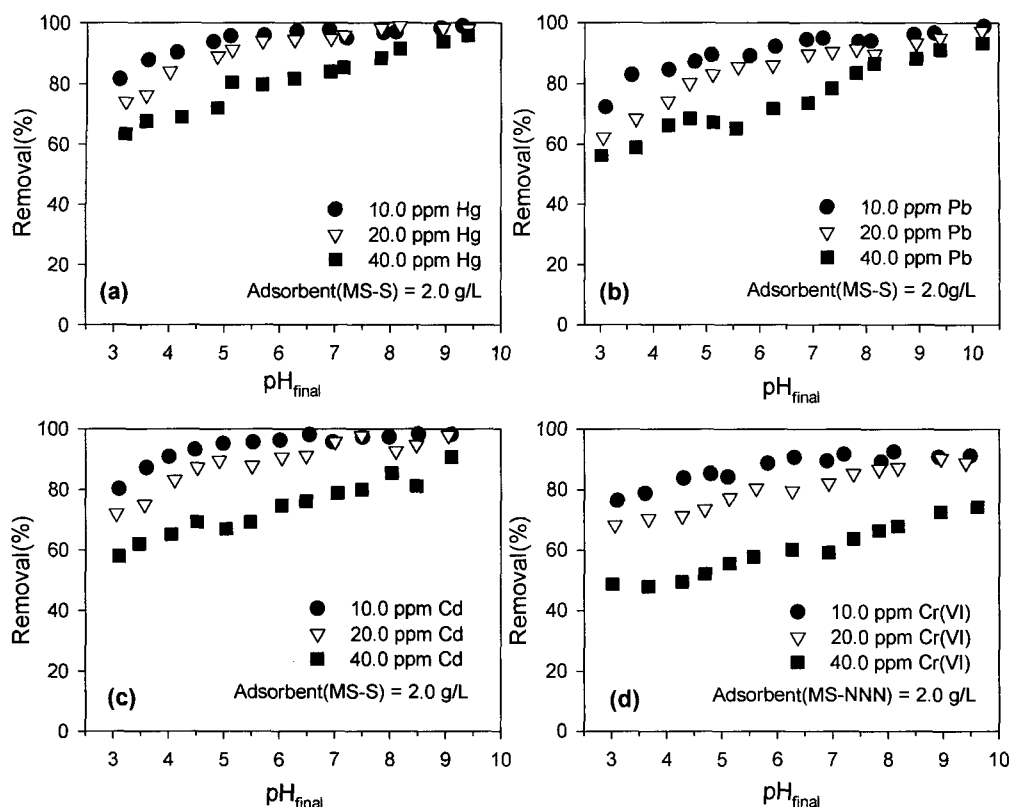 100
80
60
40
20
0
Removal(%)
10.0 ppm Hg
20.0 ppm Hg
40.0 ppm Hg
(a)
Adsorbent(MS-S) = 2.0 g/L
3 4 5 6 7 8 9 10
pHfinal
100
80
60
40
20
0
Removal(%)
10.0 ppm Pb
20.0 ppm Pb
40.0 ppm Pb
(b)
Adsorbent(MS-S) = 2.0g/L
3 4 5 6 7 8 9 10
pHfinal
100
80
60
40
20
0
Removal(%)
10.0 ppm Cd
20.0 ppm Cd
40.0 ppm Cd
(c)
Adsorbent(MS-S) = 2.0 g/L
3 4 5 6 7 8 9 10
pHfinal
100
80
60
40
20
0
Removal(%)
10.0 ppm Cr(VI)
20.0 ppm Cr(VI)
40.0 ppm Cr(VI)
(d)
Adsorbent(MS-NNN) = 2.0 g/L
3 4 5 6 7 8 9 10
pHfinal